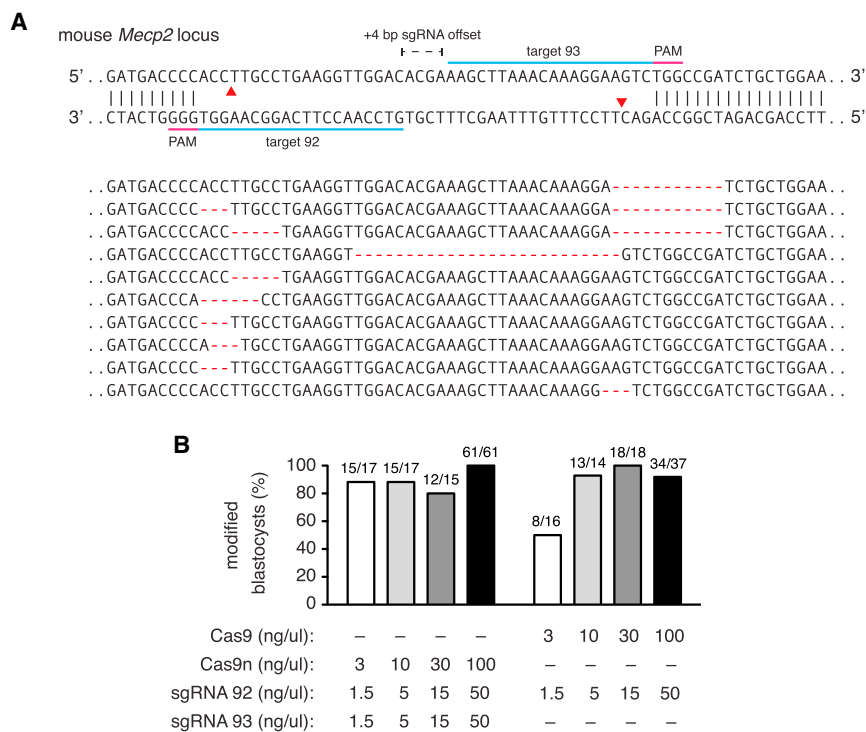 A
mouse Mecp2 locus
+4 bp sgRNA offset
target 93 PAM
5’ ..GATGACCCCACCTTGCCTGAAGGTTGGACACGAAAGCTTAAACAAAGGAAGTCTGGCCGATCTGCTGGAA.. 3’
3’ ..CTACTGGGGTGGAACGGACTTCCAACCTGTGCTTTCGAATTTGTTTCCTTCAGACCGGCTAGACGACCTT.. 5’
PAM target 92
..GATGACCCCACCTTGCCTGAAGGTTGGACACGAAAGCTTAAACAAAGGA-----------TCTGCTGGAA..
..GATGACCCC---TTGCCTGAAGGTTGGACACGAAAGCTTAAACAAAGGA-----------TCTGCTGGAA..
..GATGACCCCACC-----TGAAGGTTGGACACGAAAGCTTAAACAAAGGA-----------TCTGCTGGAA..
..GATGACCCCACCTTGCCTGAAGGT--------------------------GTCTGGCCGATCTGCTGGAA..
..GATGACCCCACC-----TGAAGGTTGGACACGAAAGCTTAAACAAAGGAAGTCTGGCCGATCTGCTGGAA..
..GATGACCCA------CCTGAAGGTTGGACACGAAAGCTTAAACAAAGGAAGTCTGGCCGATCTGCTGGAA..
..GATGACCCC---TTGCCTGAAGGTTGGACACGAAAGCTTAAACAAAGGAAGTCTGGCCGATCTGCTGGAA..
..GATGACCCCA---TGCCTGAAGGTTGGACACGAAAGCTTAAACAAAGGAAGTCTGGCCGATCTGCTGGAA..
..GATGACCCC---TTGCCTGAAGGTTGGACACGAAAGCTTAAACAAAGGAAGTCTGGCCGATCTGCTGGAA..
..GATGACCCCACCTTGCCTGAAGGTTGGACACGAAAGCTTAAACAAAGG---TCTGGCCGATCTGCTGGAA..
B
modified
blastocysts (%)
100
80
60
40
20
0
15/17 15/17 12/15 61/61 8/16 13/14 18/18 34/37
Cas9 (ng/ul): – – – – 3 10 30 100
Cas9n (ng/ul): 3 10 30 100 – – – –
sgRNA 92 (ng/ul): 1.5 5 15 50 1.5 5 15 50
sgRNA 93 (ng/ul): 1.5 5 15 50 – – – –